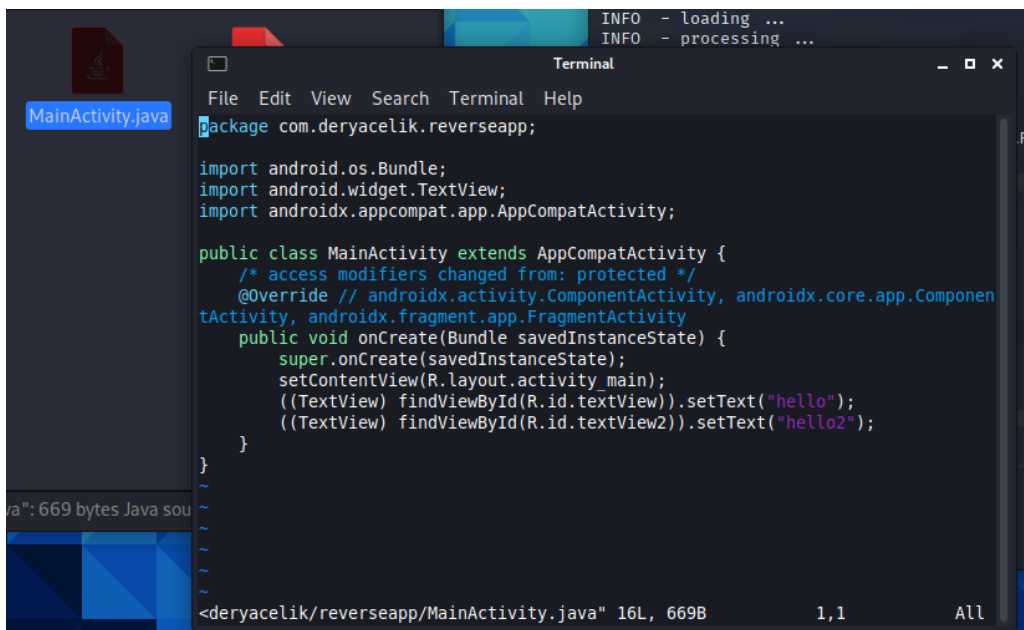 INFO  - loading ...
INFO  - processing ...
MainActivity.java
Terminal
File Edit View Search Terminal Help
package com.deryacelik.reverseapp;
import android.os.Bundle;
import android.widget.TextView;
import androidx.appcompat.app.AppCompatActivity;
public class MainActivity extends AppCompatActivity {
    /* access modifiers changed from: protected */
    @Override // androidx.activity.ComponentActivity, androidx.core.app.Componen
tActivity, androidx.fragment.app.FragmentActivity
    public void onCreate(Bundle savedInstanceState) {
        super.onCreate(savedInstanceState);
        setContentView(R.layout.activity_main);
        ((TextView) findViewById(R.id.textView)).setText("hello");
        ((TextView) findViewById(R.id.textView2)).setText("hello2");
    }
}
~
~
~
~
~
~
va": 669 bytes Java sou
<deryacelik/reverseapp/MainActivity.java" 16L, 669B 1,1 All